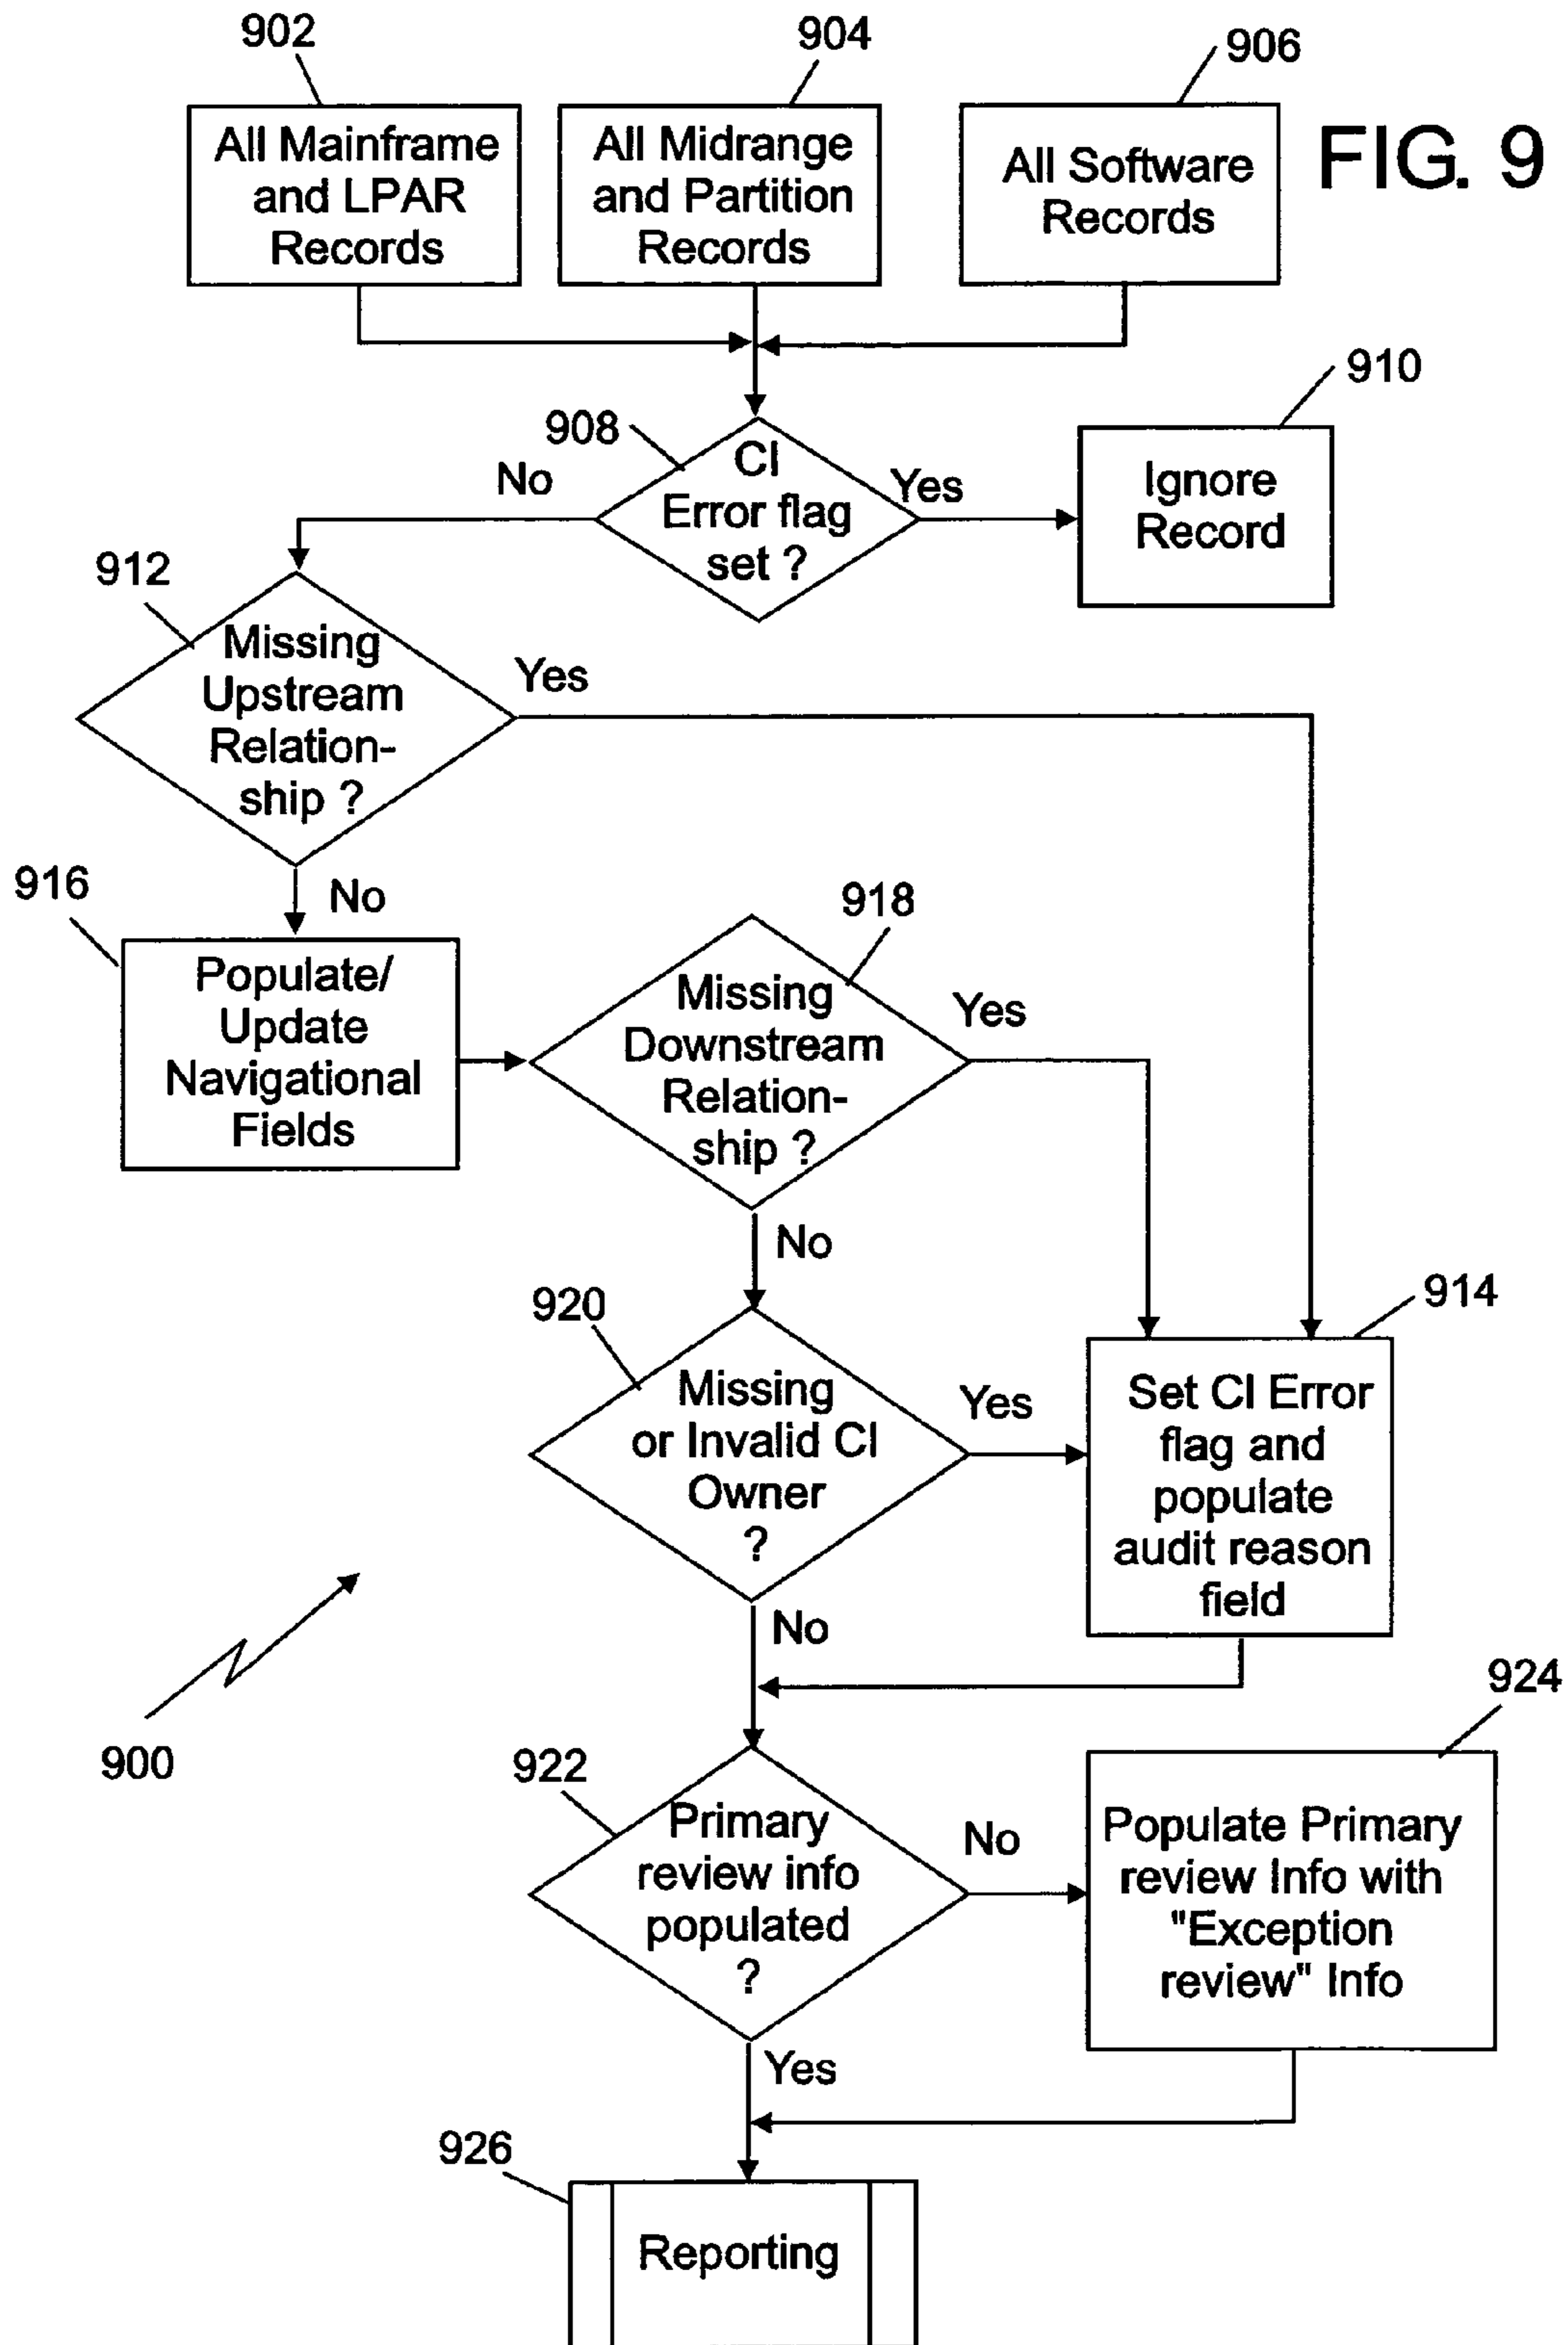 902
904
906
All Mainframe
and LPAR
Records
All Midrange
and Partition
Records
All Software
Records
FIG. 9
908
CI
Error flag
set ?
No
Yes
910
Ignore
Record
912
Missing
Upstream
Relation-
ship ?
Yes
No
916
Populate/
Update
Navigational
Fields
918
Missing
Downstream
Relation-
ship ?
Yes
No
920
Missing
or Invalid CI
Owner
?
Yes
No
914
Set CI Error
flag and
populate
audit reason
field
900
922
Primary
review info
populated
?
No
Yes
924
Populate Primary
review Info with
"Exception
review" Info
926
Reporting